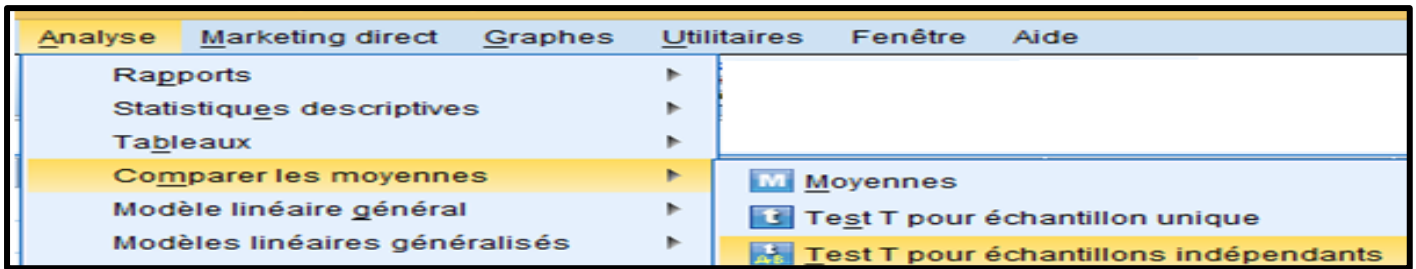 Analyse Marketing direct Graphes Utilitaires Fenêtre Aide
Rapports
Statistiques descriptives
Tableaux
Comparer les moyennes
M Moyennes
Modèle linéaire général
t Test T pour échantillon unique
Modèles linéaires généralisés
Test T pour échantillons indépendants